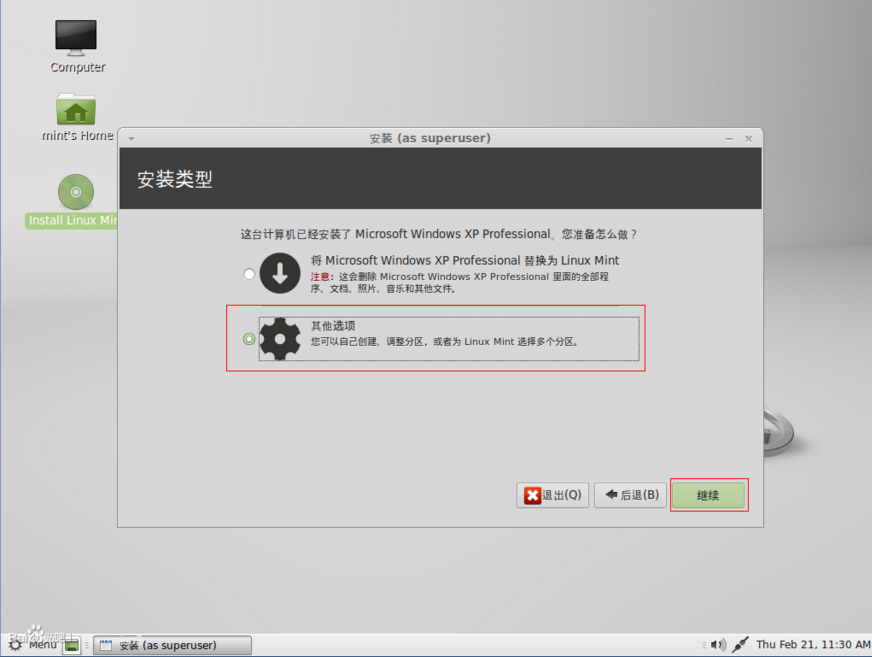 Computer
mint's Home
Install Linux Min
安装 (as superuser)
安装类型
这台计算机已经安装了 Microsoft Windows XP Professional。您准备怎么做？
将 Microsoft Windows XP Professional 替换为 Linux Mint
注意：这会删除 Microsoft Windows XP Professional 里面的全部程
序、文档、照片、音乐和其他文件。
其他选项
您可以自己创建、调整分区，或者为 Linux Mint 选择多个分区。
退出(Q)
后退(B)
继续
Menu
安装 (as superuser)
Thu Feb 21, 11:30 AM